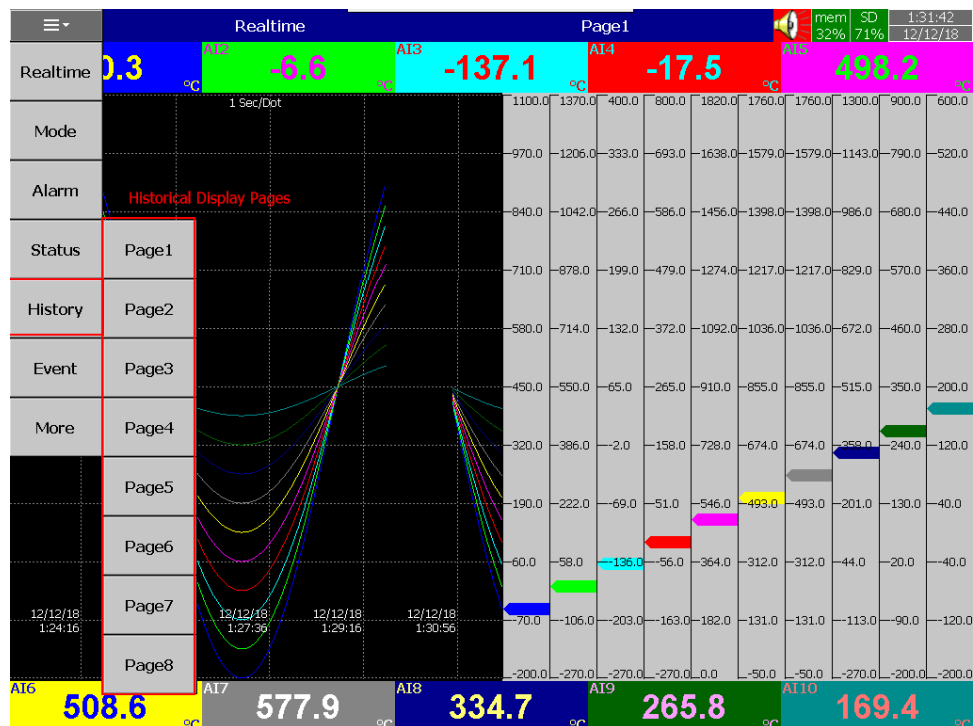 Realtime Page1 mem SD 1:31:42
32% 71% 12/12/18
AI2 AI3 AI4 AI5
0.3 °C -6.6 °C -137.1 °C -17.5 °C 498.2 °C
Realtime
Mode
Alarm
Status
History
Event
More
1 Sec/Dot
Historical Display Pages
Page1
Page2
Page3
Page4
Page5
Page6
Page7
Page8
1100.0 1370.0 400.0 800.0 1820.0 1760.0 1760.0 1300.0 900.0 600.0
970.0 1206.0 333.0 693.0 1638.0 1579.0 1579.0 1143.0 790.0 520.0
840.0 1042.0 266.0 586.0 1456.0 1398.0 1398.0 986.0 680.0 440.0
710.0 878.0 199.0 479.0 1274.0 1217.0 1217.0 829.0 570.0 360.0
580.0 714.0 132.0 372.0 1092.0 1036.0 1036.0 672.0 460.0 280.0
450.0 550.0 65.0 265.0 910.0 855.0 855.0 515.0 350.0 200.0
320.0 386.0 -2.0 158.0 728.0 674.0 674.0 358.0 240.0 120.0
190.0 222.0 -69.0 51.0 546.0 493.0 493.0 201.0 130.0 40.0
60.0 58.0 -136.0 -56.0 364.0 312.0 312.0 44.0 20.0 -40.0
-70.0 -106.0 -203.0 -163.0 182.0 131.0 131.0 -113.0 -90.0 -120.0
-200.0 -270.0 -270.0 -270.0 0.0 -50.0 -50.0 -270.0 -200.0 -200.0
12/12/18 12/12/18 12/12/18 12/12/18
1:24:16 1:27:36 1:29:16 1:30:56
AI6 AI7 AI8 AI9 AI10
508.6 °C 577.9 °C 334.7 °C 265.8 °C 169.4 °C